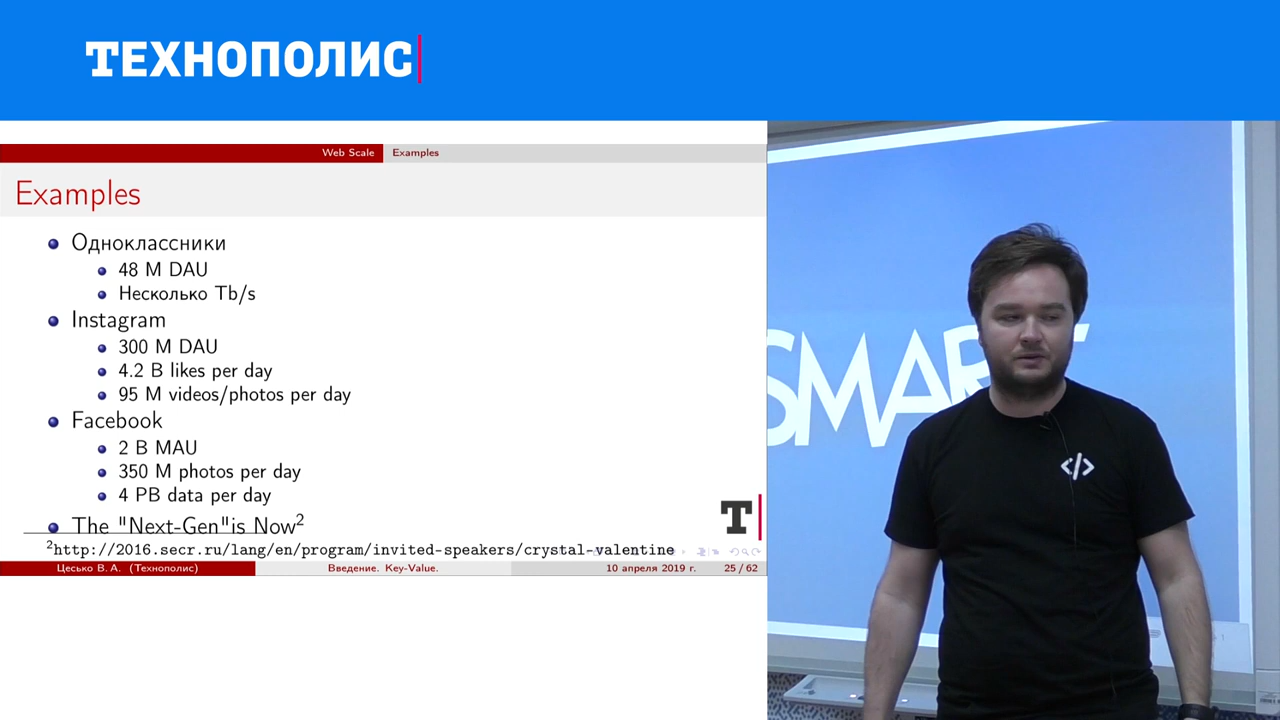 ТЕХНОПОЛИС
Web Scale Examples
Examples
Одноклассники
48 M DAU
Несколько Tb/s
Instagram
300 M DAU
4.2 B likes per day
95 M videos/photos per day
Facebook
2 B MAU
350 M photos per day
4 PB data per day
The "Next-Gen"is Now2
2http://2016.secr.ru/lang/en/program/invited-speakers/crystal-valentine
T
Цесько В. А. (Технополис) Введение. Key-Value. 10 апреля 2019 г. 25 / 62
SMART
</>